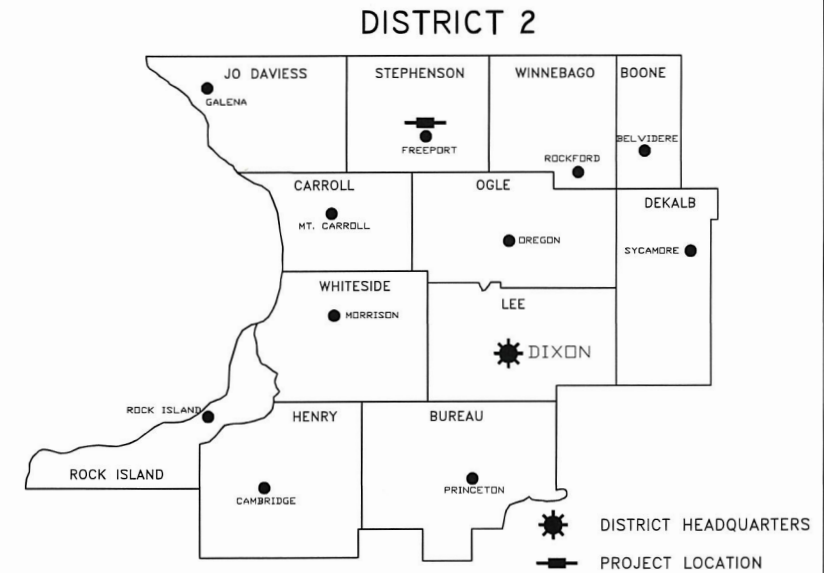 DISTRICT 2
JO DAVIESS
STEPHENSON
WINNEBAGO
BOONE
GALENA
FREEPORT
ROCKFORD
BELVIDERE
CARROLL
OGLE
DEKALB
MT. CARROLL
OREGON
SYCAMORE
WHITESIDE
LEE
MORRISON
DIXON
ROCK ISLAND
HENRY
BUREAU
ROCK ISLAND
CAMBRIDGE
PRINCETON
DISTRICT HEADQUARTERS
PROJECT LOCATION